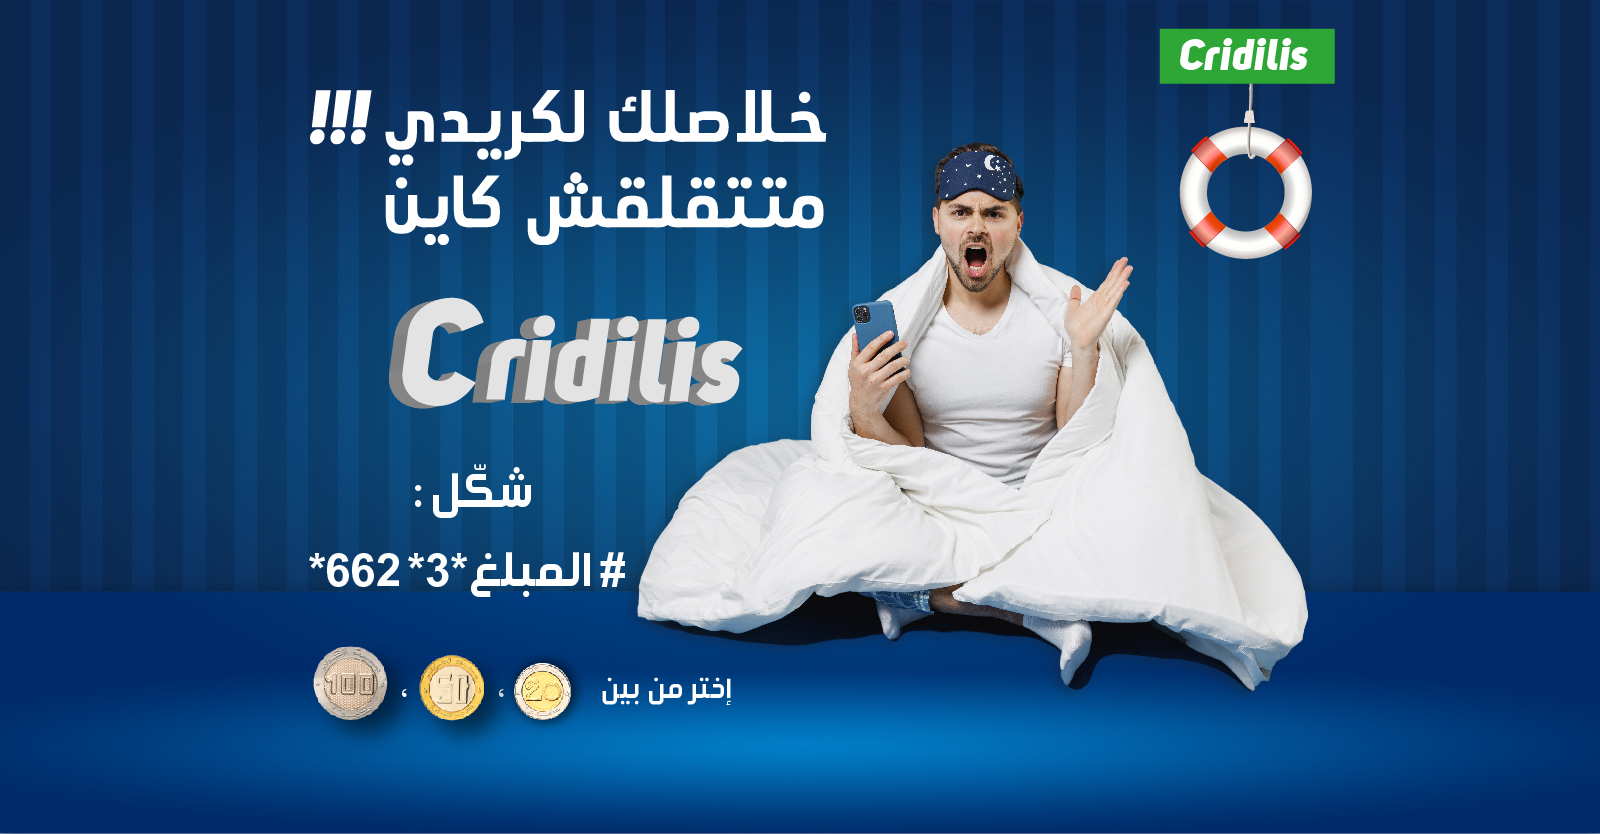 Cridilis
خلاصلك لكريدي !!!
متتقلقش كاين
Cridilis
شكّل :
*662 *3*المبلغ #
إختر من بين 20 ، 50 ، 100